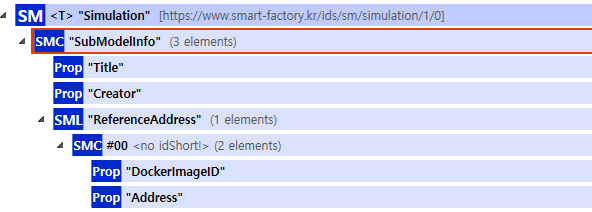 SM <T> "Simulation" [https://www.smart-factory.kr/ids/sm/simulation/1/0]
SMC "SubModelInfo" (3 elements)
Prop "Title"
Prop "Creator"
SML "ReferenceAddress" (1 elements)
SMC #00 <no idShort!> (2 elements)
Prop "DockerImageID"
Prop "Address"